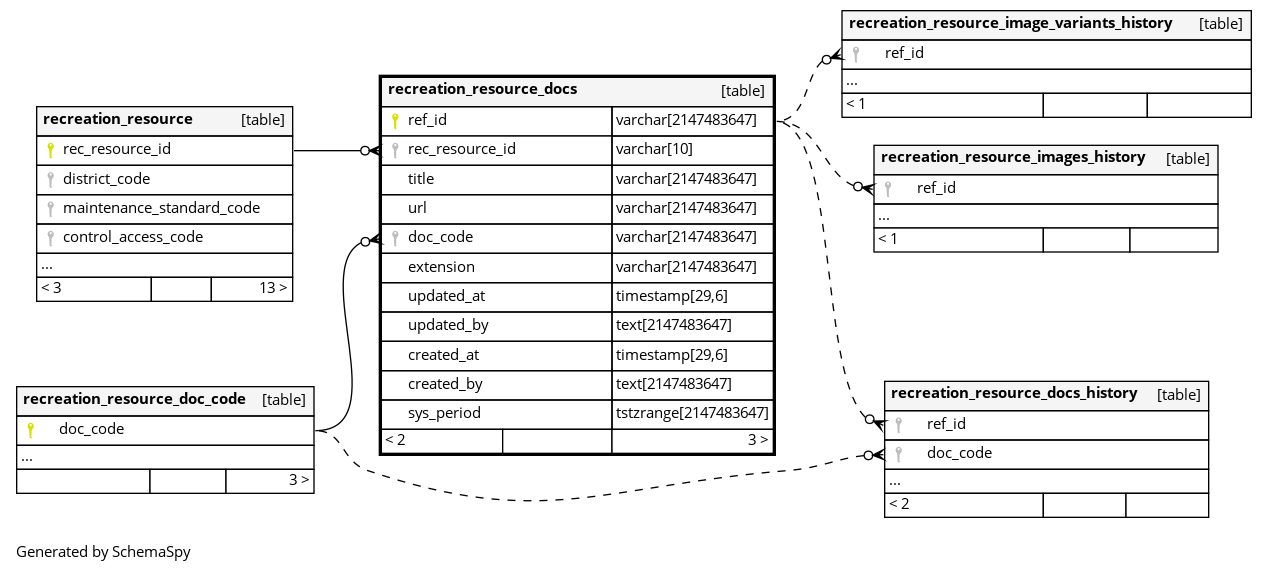 recreation_resource_image_variants_history [table]
ref_id
...
< 1
recreation_resource_docs [table]
ref_id varchar[2147483647]
rec_resource_id varchar[10]
title varchar[2147483647]
url varchar[2147483647]
doc_code varchar[2147483647]
extension varchar[2147483647]
updated_at timestamp[29,6]
updated_by text[2147483647]
created_at timestamp[29,6]
created_by text[2147483647]
sys_period tstzrange[2147483647]
< 2 3 >
recreation_resource [table]
rec_resource_id
district_code
maintenance_standard_code
control_access_code
...
< 3 13 >
recreation_resource_images_history [table]
ref_id
...
< 1
recreation_resource_doc_code [table]
doc_code
...
3 >
recreation_resource_docs_history [table]
ref_id
doc_code
...
< 2
Generated by SchemaSpy